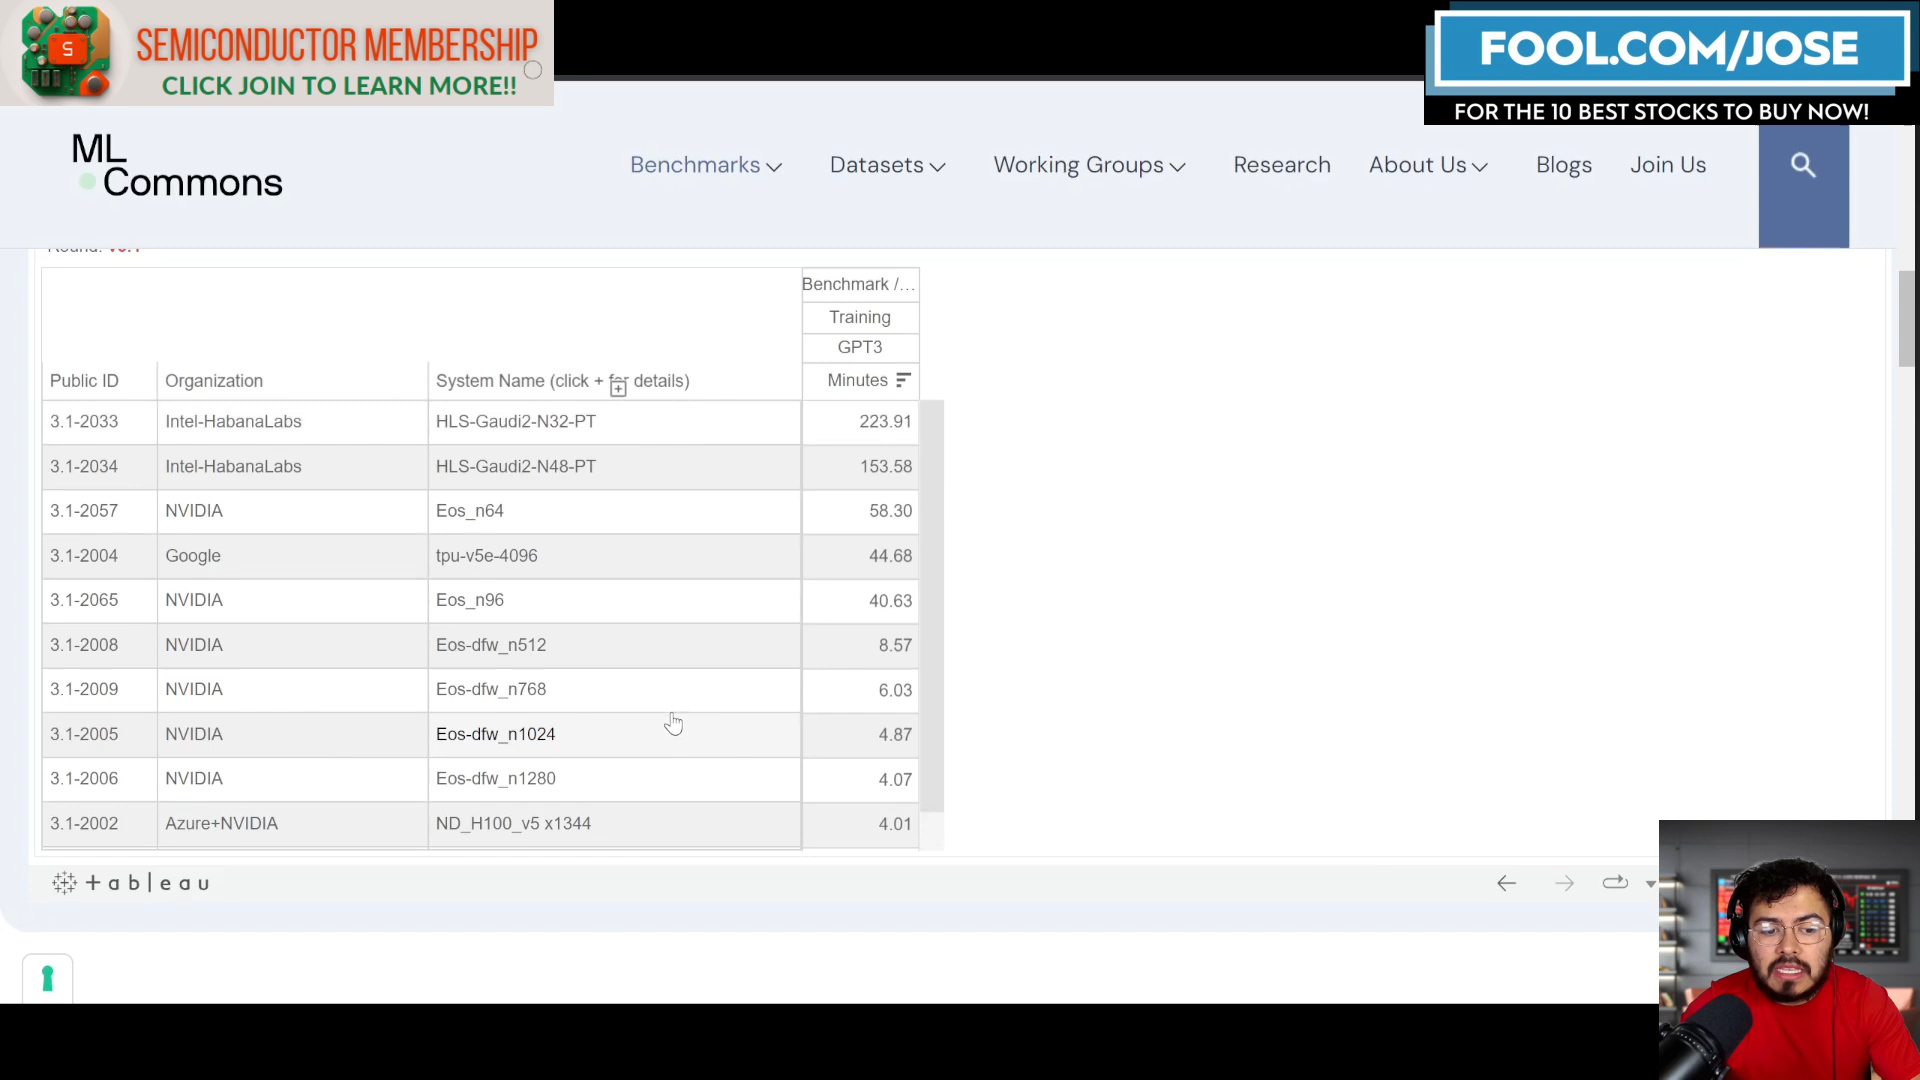 S
SEMICONDUCTOR MEMBERSHIP
CLICK JOIN TO LEARN MORE!!
FOOL.COM/JOSE
FOR THE 10 BEST STOCKS TO BUY NOW!
ML Commons
Benchmarks
Datasets
Working Groups
Research
About Us
Blogs
Join Us
Round: v3.1
Benchmark /...
Training
GPT3
Public ID Organization System Name (click + for details) Minutes
3.1-2033 Intel-HabanaLabs HLS-Gaudi2-N32-PT 223.91
3.1-2034 Intel-HabanaLabs HLS-Gaudi2-N48-PT 153.58
3.1-2057 NVIDIA Eos_n64 58.30
3.1-2004 Google tpu-v5e-4096 44.68
3.1-2065 NVIDIA Eos_n96 40.63
3.1-2008 NVIDIA Eos-dfw_n512 8.57
3.1-2009 NVIDIA Eos-dfw_n768 6.03
3.1-2005 NVIDIA Eos-dfw_n1024 4.87
3.1-2006 NVIDIA Eos-dfw_n1280 4.07
3.1-2002 Azure+NVIDIA ND_H100_v5 x1344 4.01
+ a b | e a u